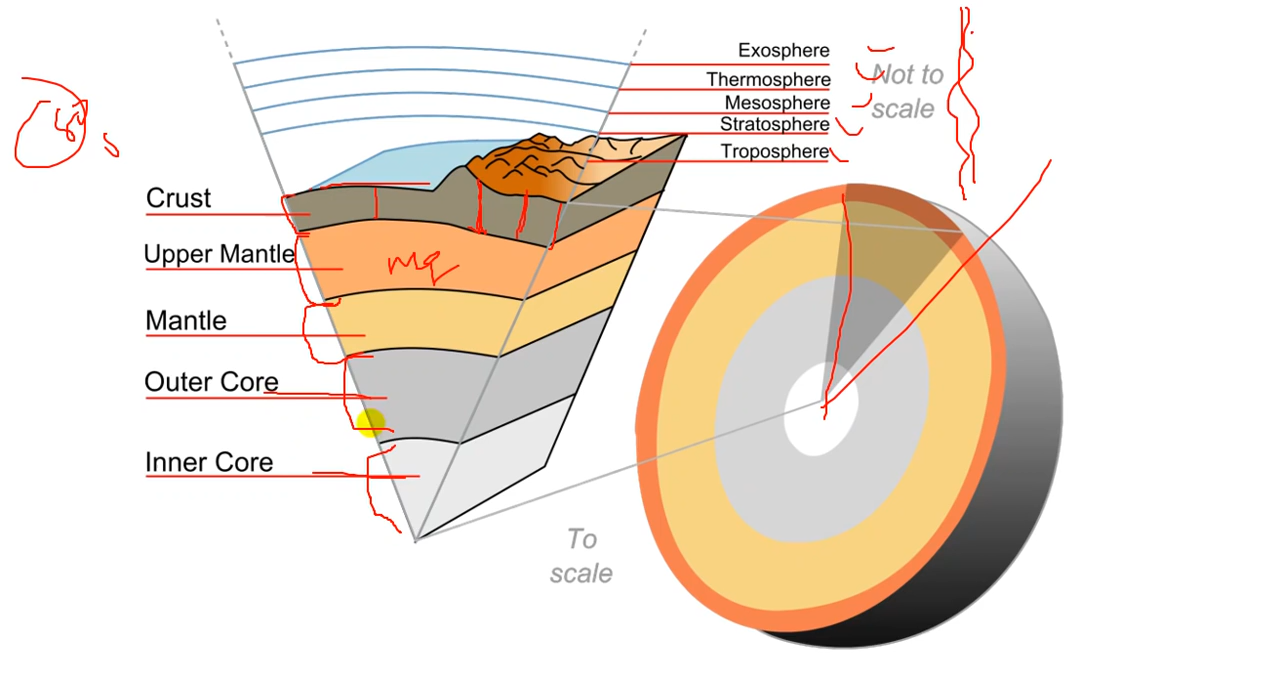 Exosphere
Thermosphere
Mesosphere
Stratosphere
Troposphere
Not to
scale
Crust
Upper Mantle
Mantle
Outer Core
Inner Core
To
scale